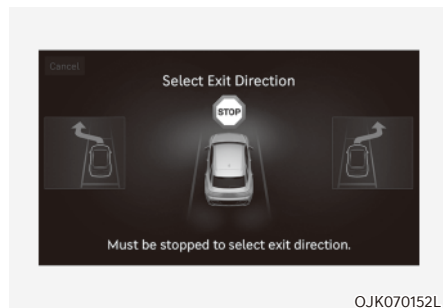 Cancel
Select Exit Direction
STOP
Must be stopped to select exit direction.
OJK070152L